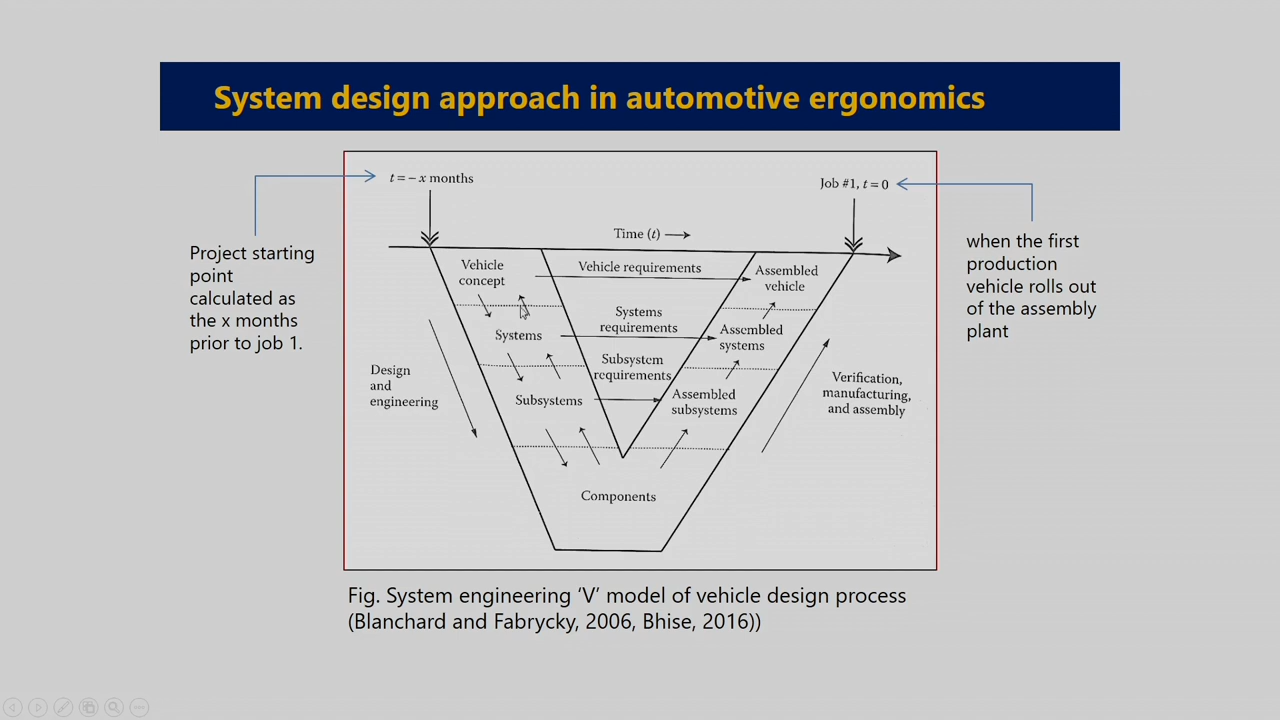 System design approach in automotive ergonomics
t = − x months
Job #1, t = 0
Project starting
point
calculated as
the x months
prior to job 1.
when the first
production
vehicle rolls out
of the assembly
plant
Time (t)
Vehicle
concept
Vehicle requirements
Assembled
vehicle
Systems
Systems
requirements
Assembled
systems
Subsystem
requirements
Design
and
engineering
Subsystems
Assembled
subsystems
Verification,
manufacturing,
and assembly
Components
Fig. System engineering ‘V’ model of vehicle design process
(Blanchard and Fabrycky, 2006, Bhise, 2016))